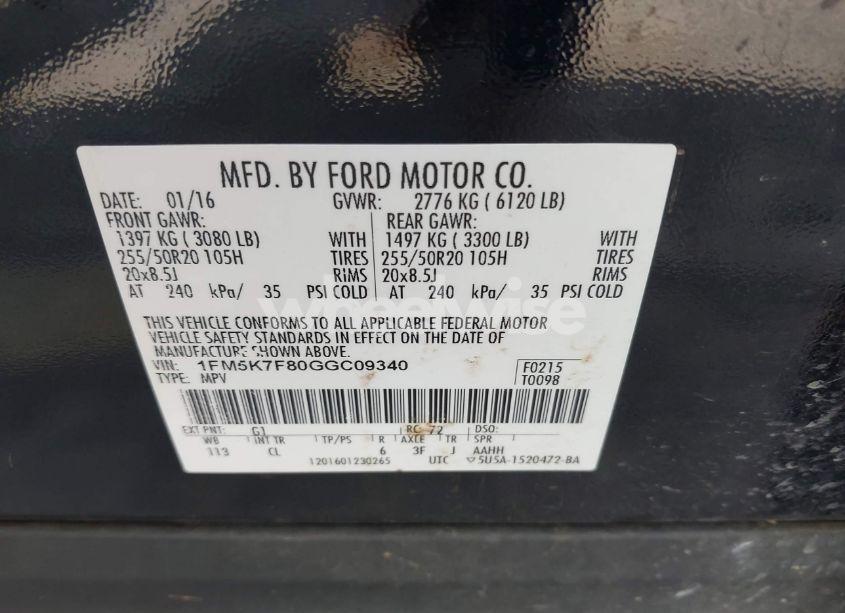 MFD. BY FORD MOTOR CO.
DATE: 01/16 GVWR: 2776 KG ( 6120 LB)
FRONT GAWR: REAR GAWR:
1397 KG ( 3080 LB) WITH 1497 KG ( 3300 LB) WITH
255/50R20 105H TIRES 255/50R20 105H TIRES
20x8.5J RIMS 20x8.5J RIMS
AT 240 kPa/ 35 PSI COLD AT 240 kPa/ 35 PSI COLD
wheelwise
THIS VEHICLE CONFORMS TO ALL APPLICABLE FEDERAL MOTOR
VEHICLE SAFETY STANDARDS IN EFFECT ON THE DATE OF
MANUFACTURE SHOWN ABOVE.
VIN: 1FM5K7F80GGC09340 F0215
TYPE: MPV T0098
EXT PNT: G1 RC: 72 DSO:
WB INT TR TP/PS R AXLE TR SPR
113 CL 6 3F J AAHH
1201601230265 UTC ▽5U5A-1520472-BA